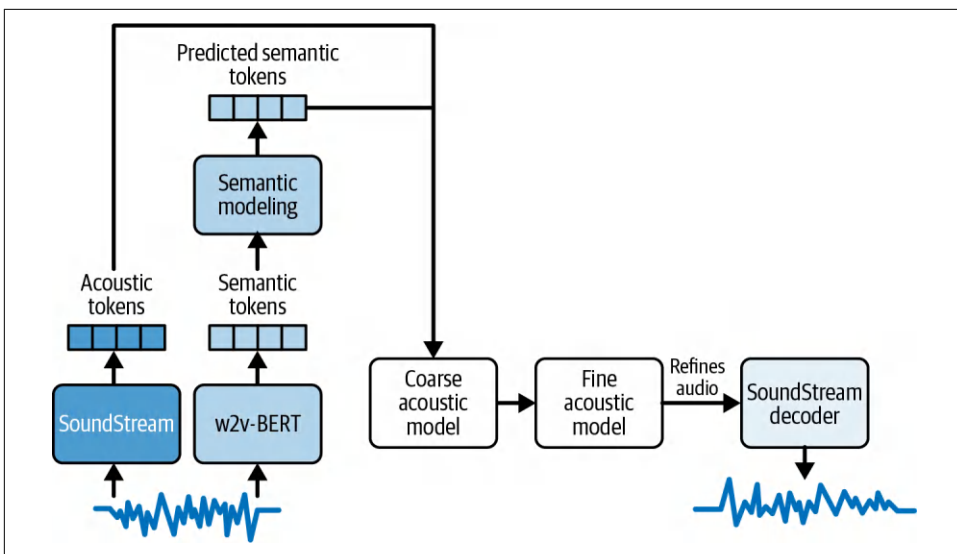 Predicted semantic
tokens
Semantic
modeling
Acoustic
tokens
Semantic
tokens
SoundStream
w2v-BERT
Coarse
acoustic
model
Fine
acoustic
model
Refines
audio
SoundStream
decoder